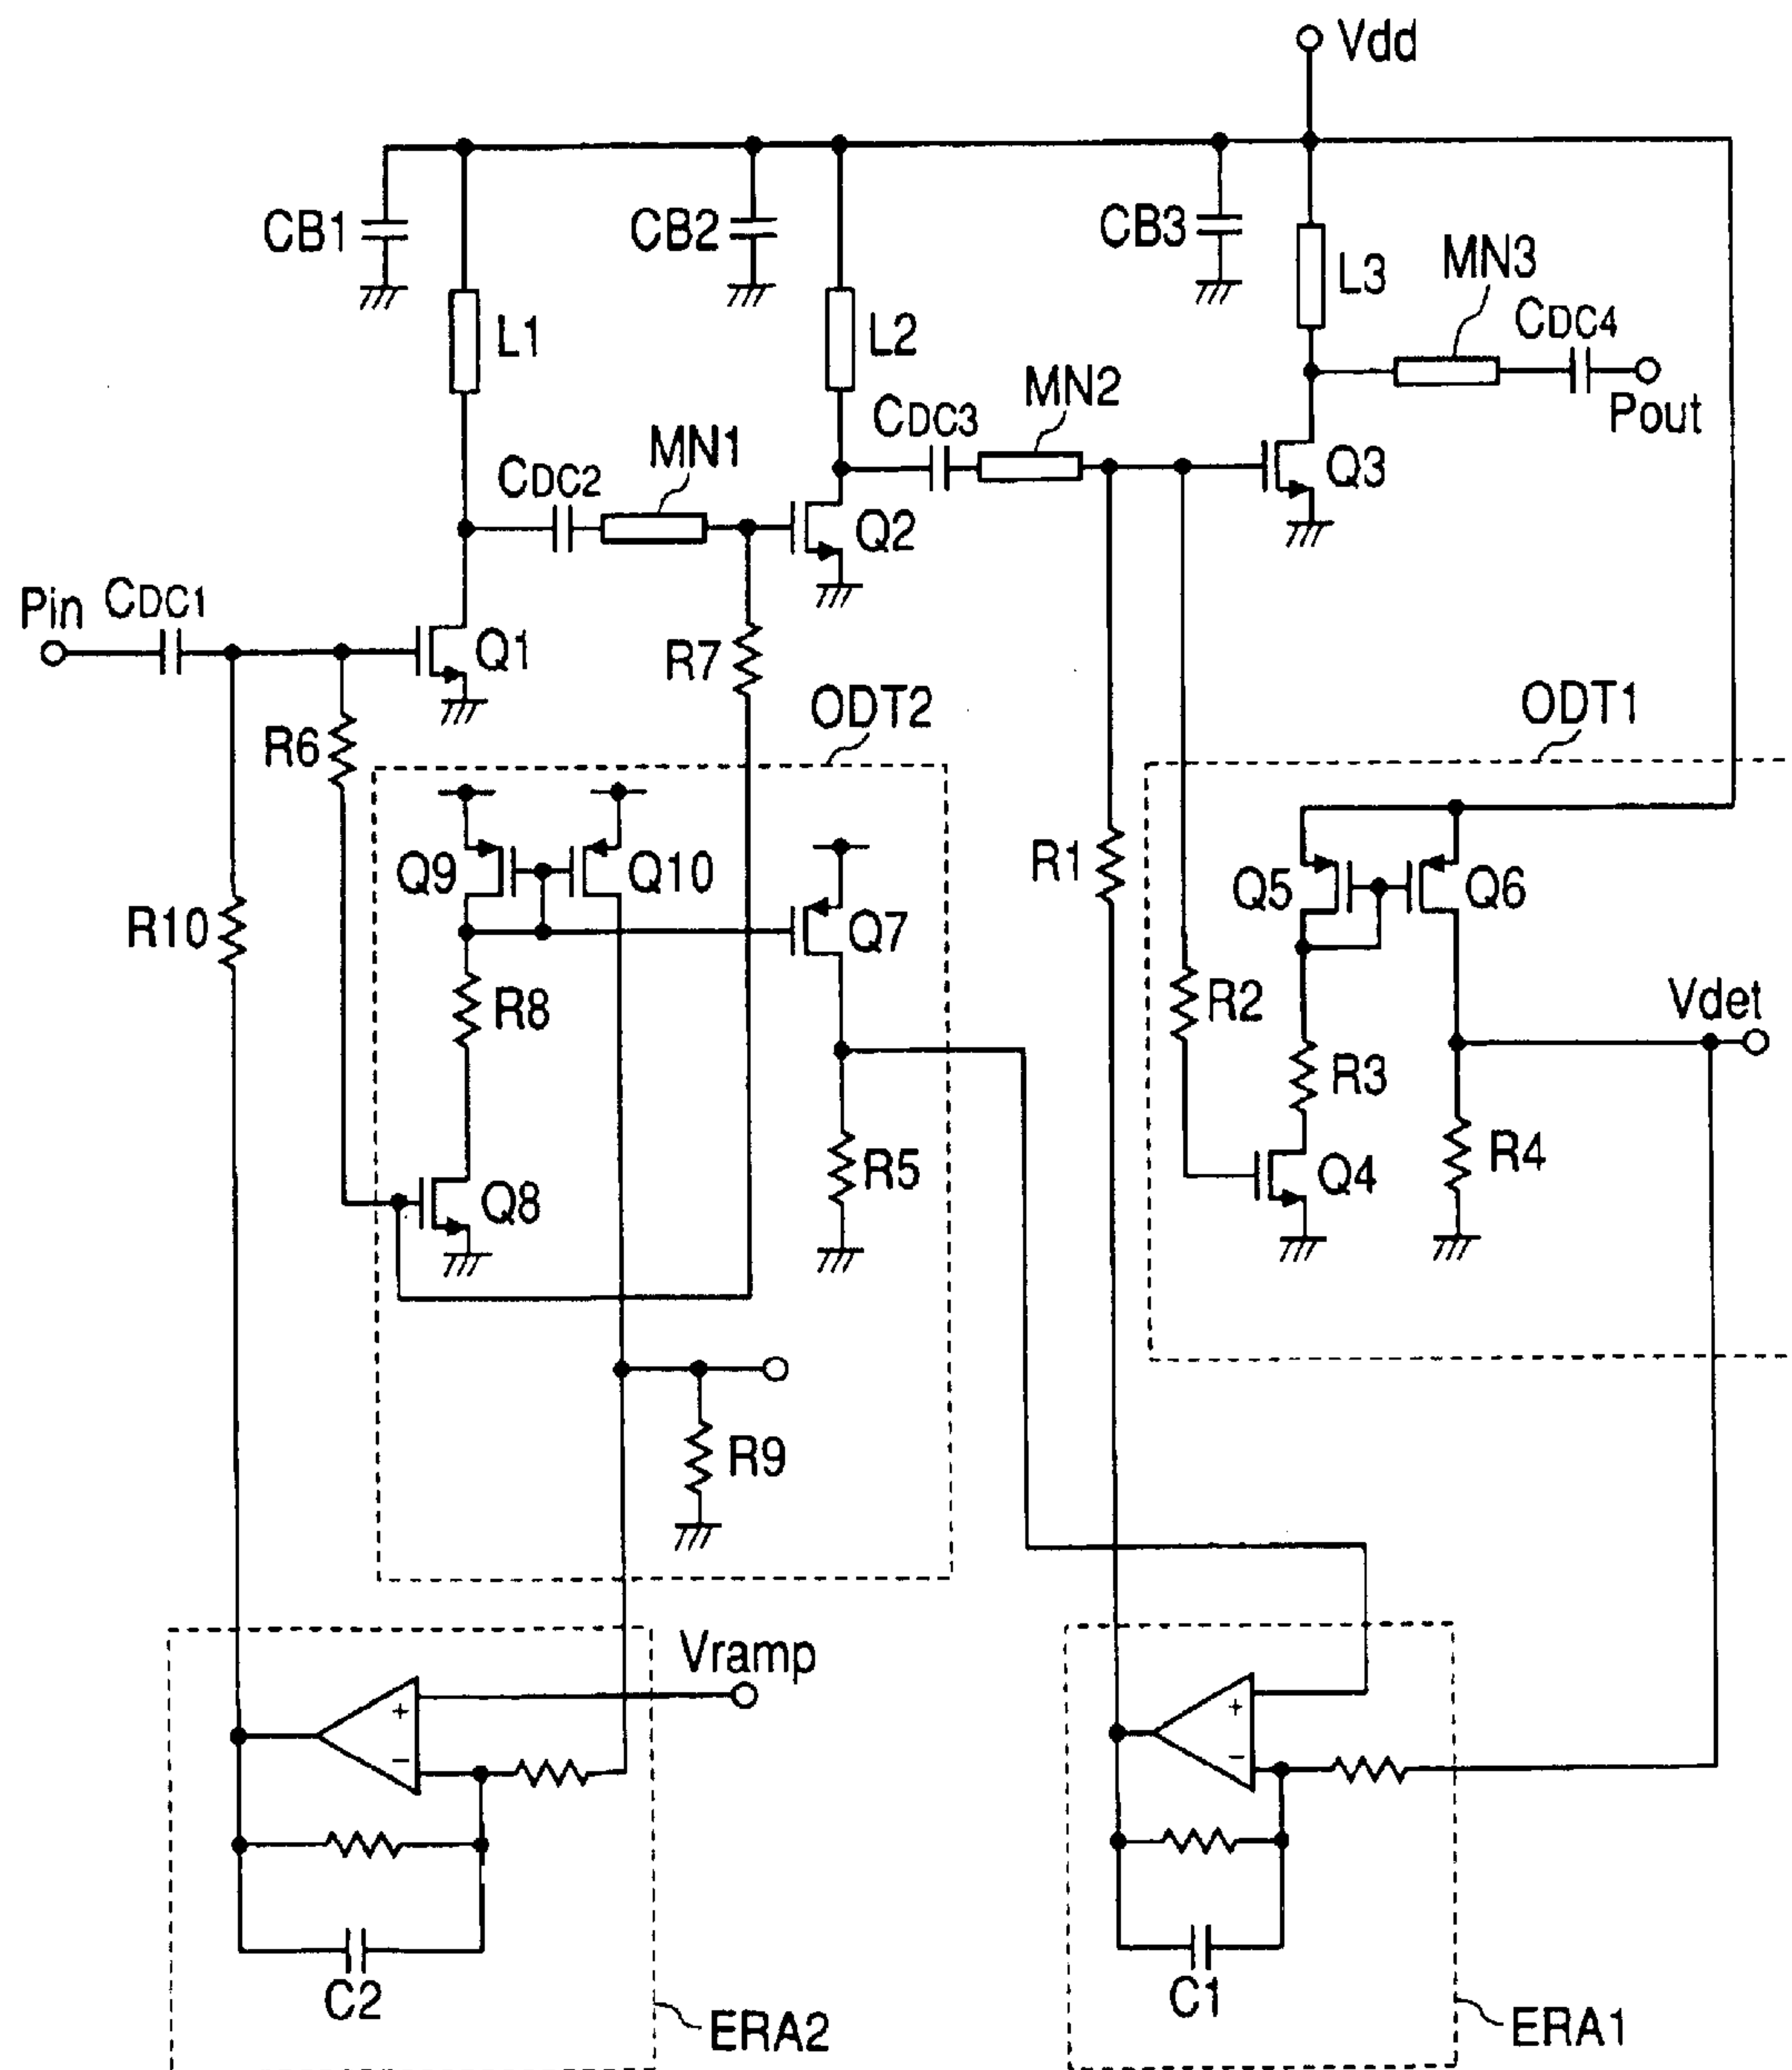 Vdd
CB1
CB2
CB3
L1
L2
L3
MN3
CDC4
Pout
MN2
CDC3
MN1
CDC2
Q3
Q2
Pin
CDC1
Q1
R7
R6
ODT2
ODT1
Q9
Q10
Q7
R10
R1
Q5
Q6
R8
R2
Vdet
R3
R5
R4
Q8
Q4
R9
Vramp
+
−
+
−
C2
C1
ERA2
ERA1